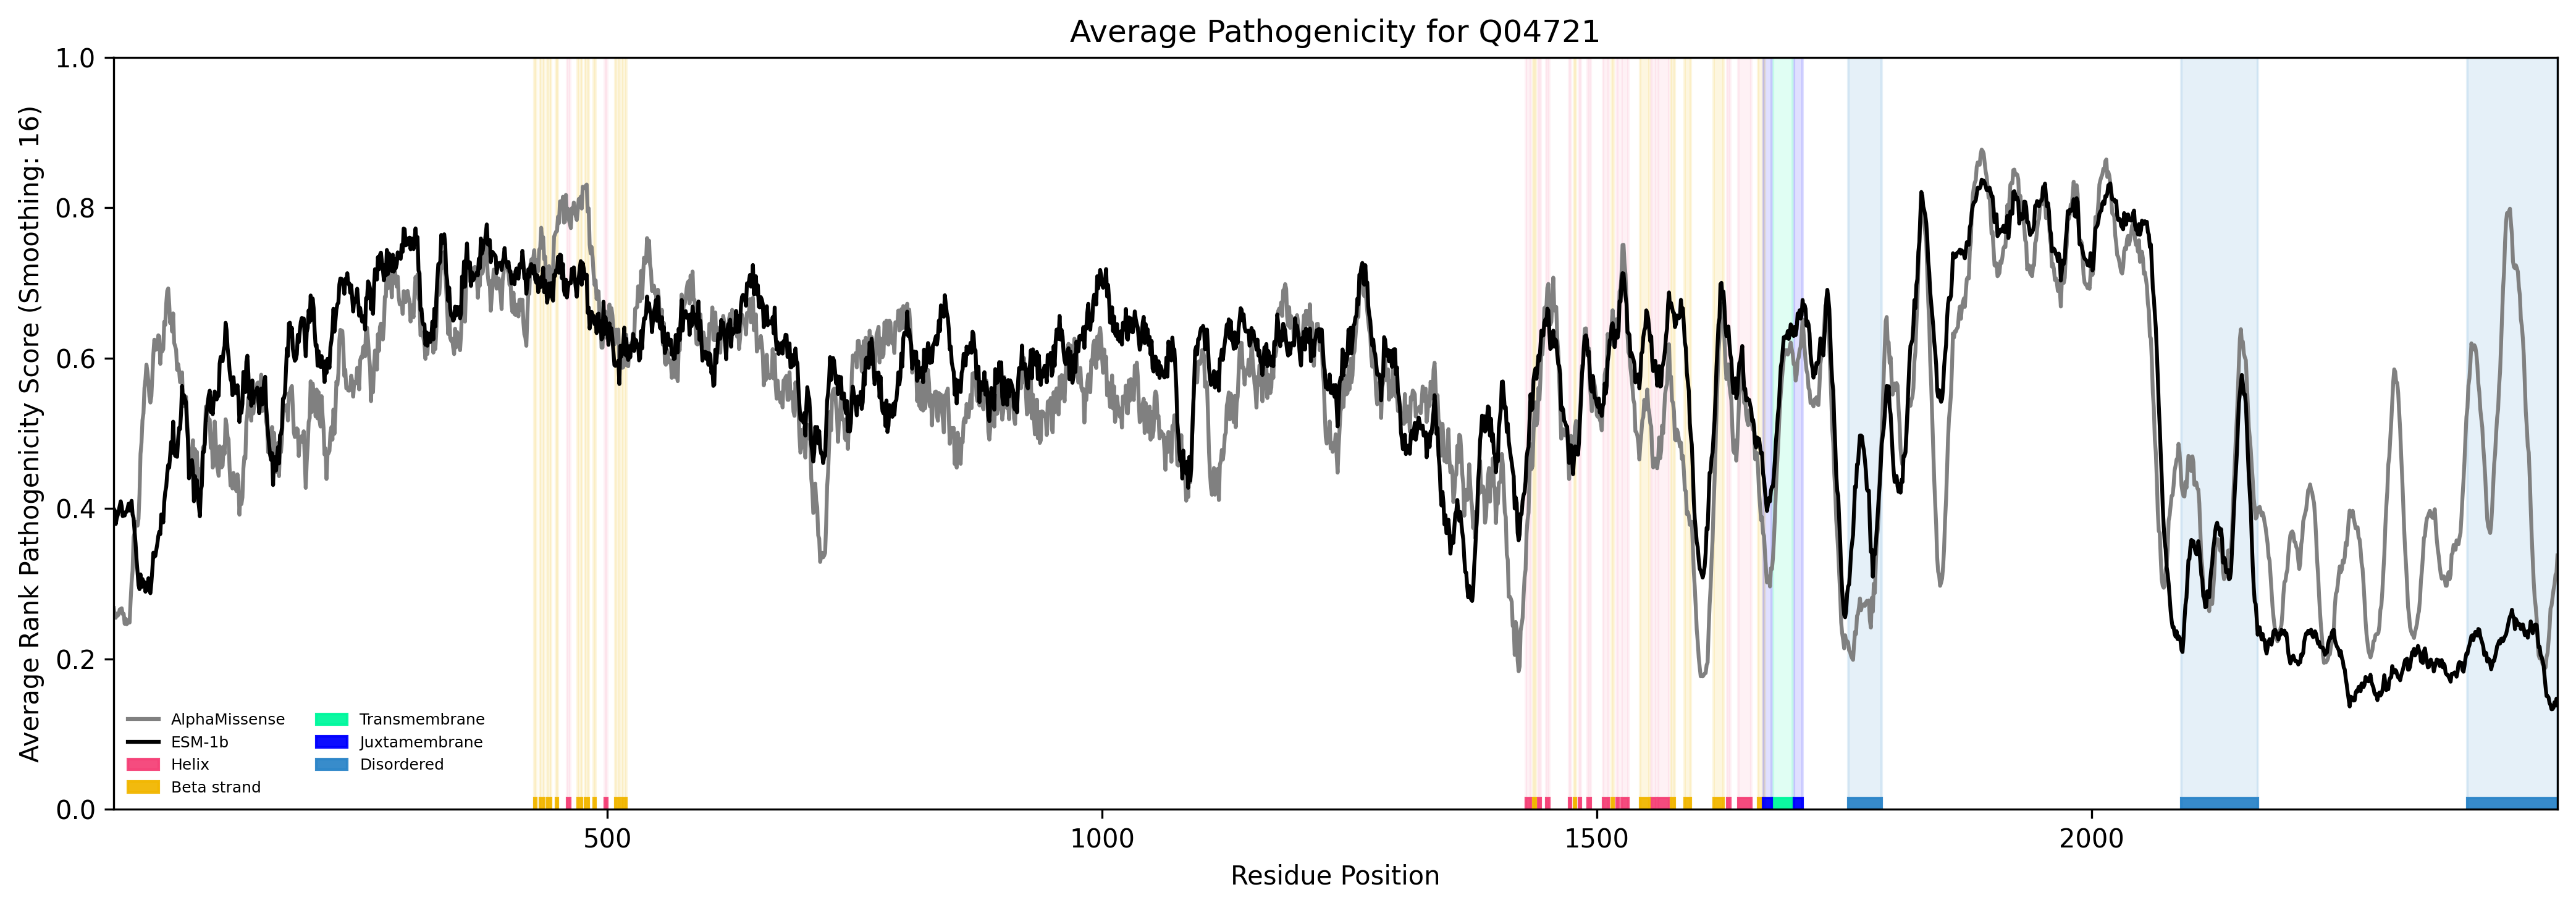 Average Pathogenicity for Q04721
Average Rank Pathogenicity Score (Smoothing: 16)
1.0
0.8
0.6
0.4
0.2
0.0
AlphaMissense
ESM-1b
Helix
Beta strand
Transmembrane
Juxtamembrane
Disordered
500
1000
1500
2000
Residue Position